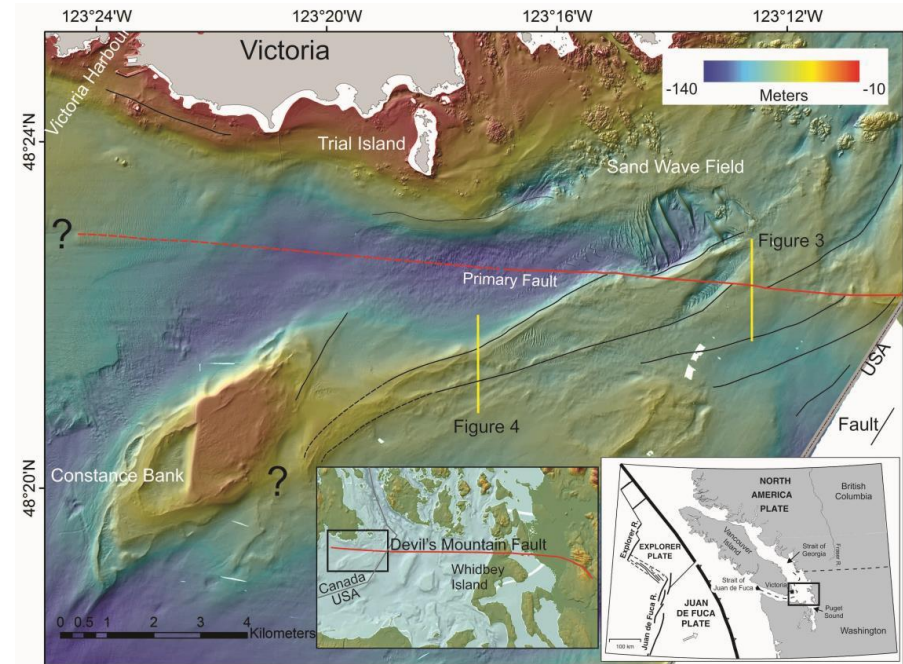 123°24'W
123°20'W
123°16'W
123°12'W
48°24'N
48°20'N
Victoria
Victoria Harbour
Trial Island
-140
-10
Meters
Sand Wave Field
Figure 3
?
Primary Fault
Figure 4
USA
Fault
Constance Bank
?
0 0.5 1
2
3
4
Kilometers
Devil's Mountain Fault
Whidbey
Island
Canada
USA
NORTH
AMERICA
PLATE
British
Columbia
Vancouver
Island
Explorer R.
EXPLORER
PLATE
Strait of
Georgia
Fraser R.
Strait of
Juan de Fuca
Victoria
Juan de Fuca R.
JUAN
DE FUCA
PLATE
Puget
Sound
Washington
100 km